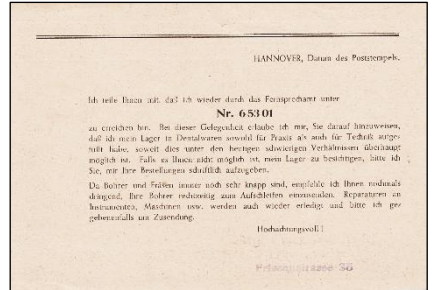 HANNOVER, Datum des Poststempels.
Ich teile Ihnen mit, daß ich wieder durch das Fernsprechamt unter
Nr. 65301
zu erreichen bin. Bei dieser Gelegenheit erlaube ich mir, Sie darauf hinzuweisen,
daß ich mein Lager in Dentalwaren sowohl für Praxis als auch für Technik aufge-
füllt habe, soweit dies unter den heutigen schwierigen Verhältnissen überhaupt
möglich ist. Falls es Ihnen nicht möglich ist, mein Lager zu besichtigen, bitte ich
Sie, mir Ihre Bestellungen schriftlich aufzugeben.
Da Bohrer und Fräsen immer noch sehr knapp sind, empfehle ich Ihnen nochmals
dringend, Ihre Bohrer rechtzeitig zum Aufschleifen einzusenden. Reparaturen an
Instrumenten, Maschinen usw. werden auch wieder erledigt und bitte ich ge-
gebenenfalls um Zusendung.
Hochachtungsvoll!